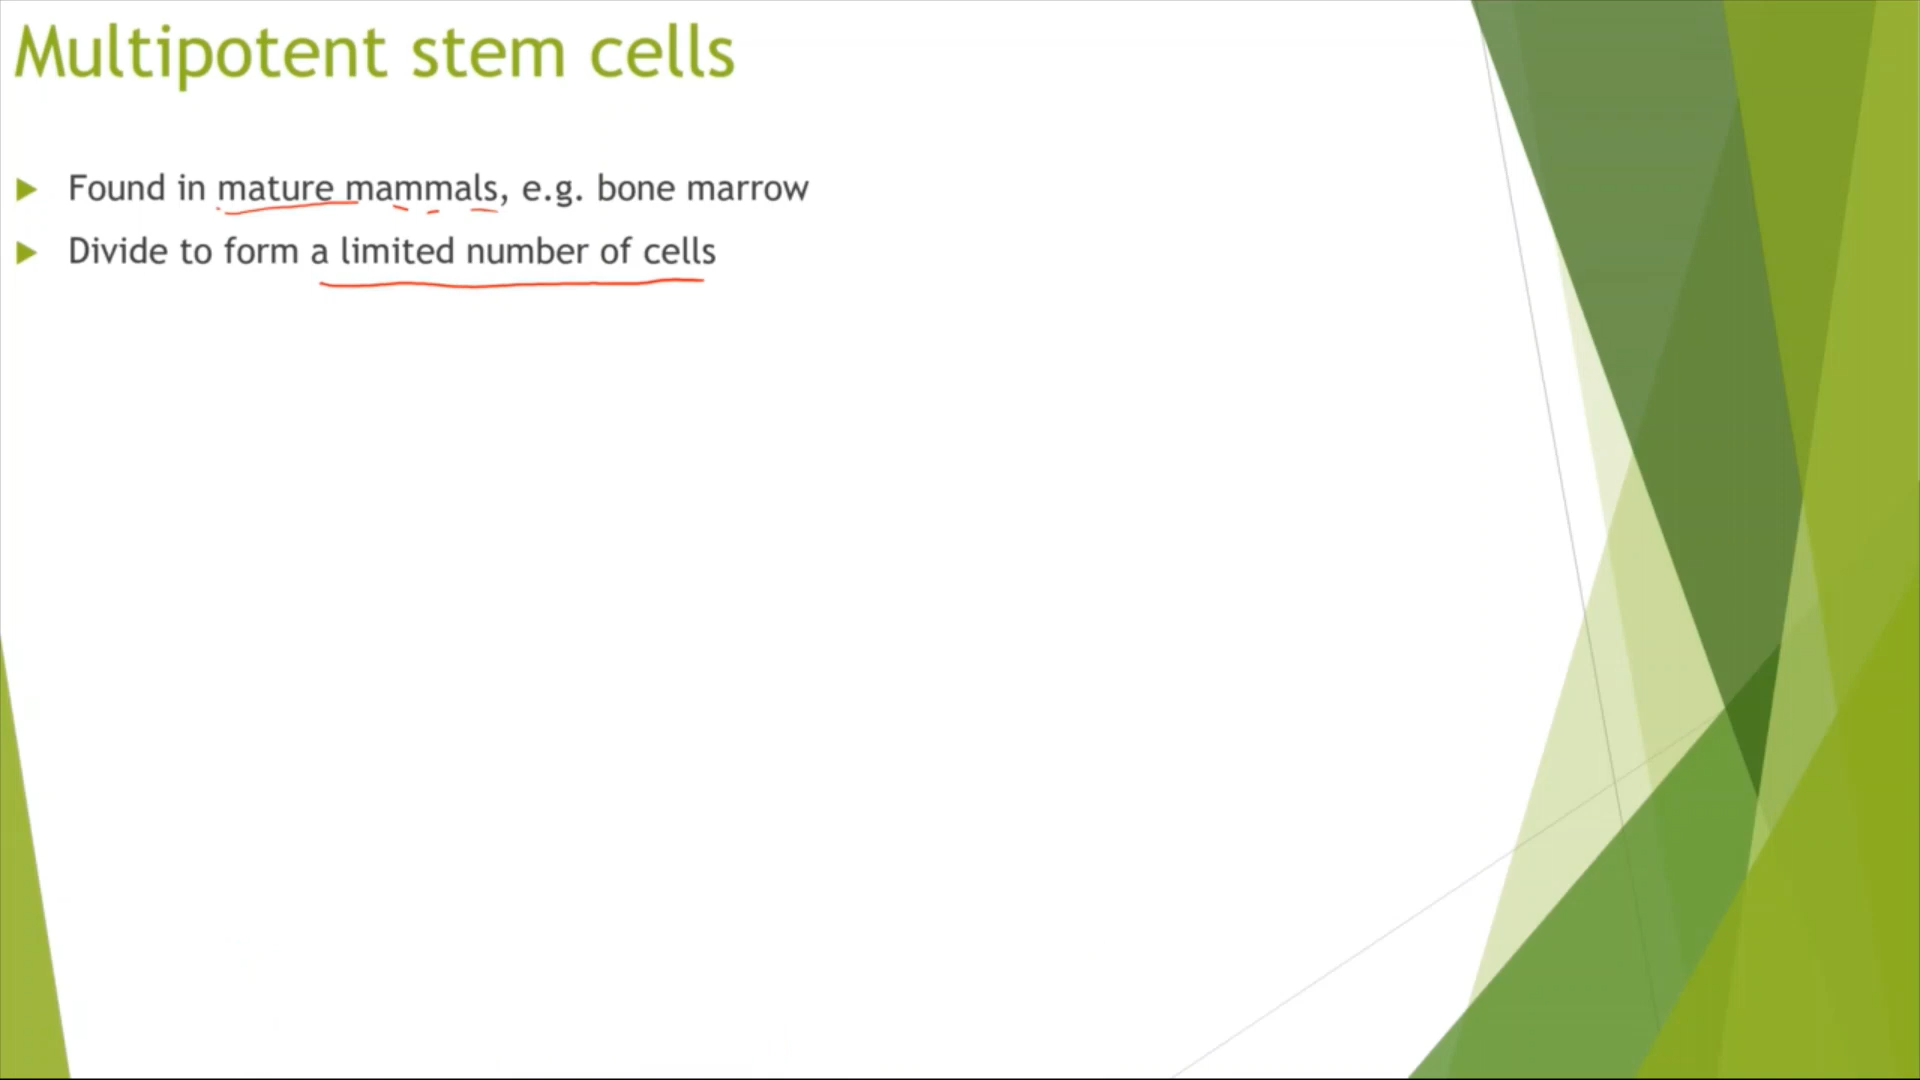 Multipotent stem cells
Found in mature mammals, e.g. bone marrow
Divide to form a limited number of cells